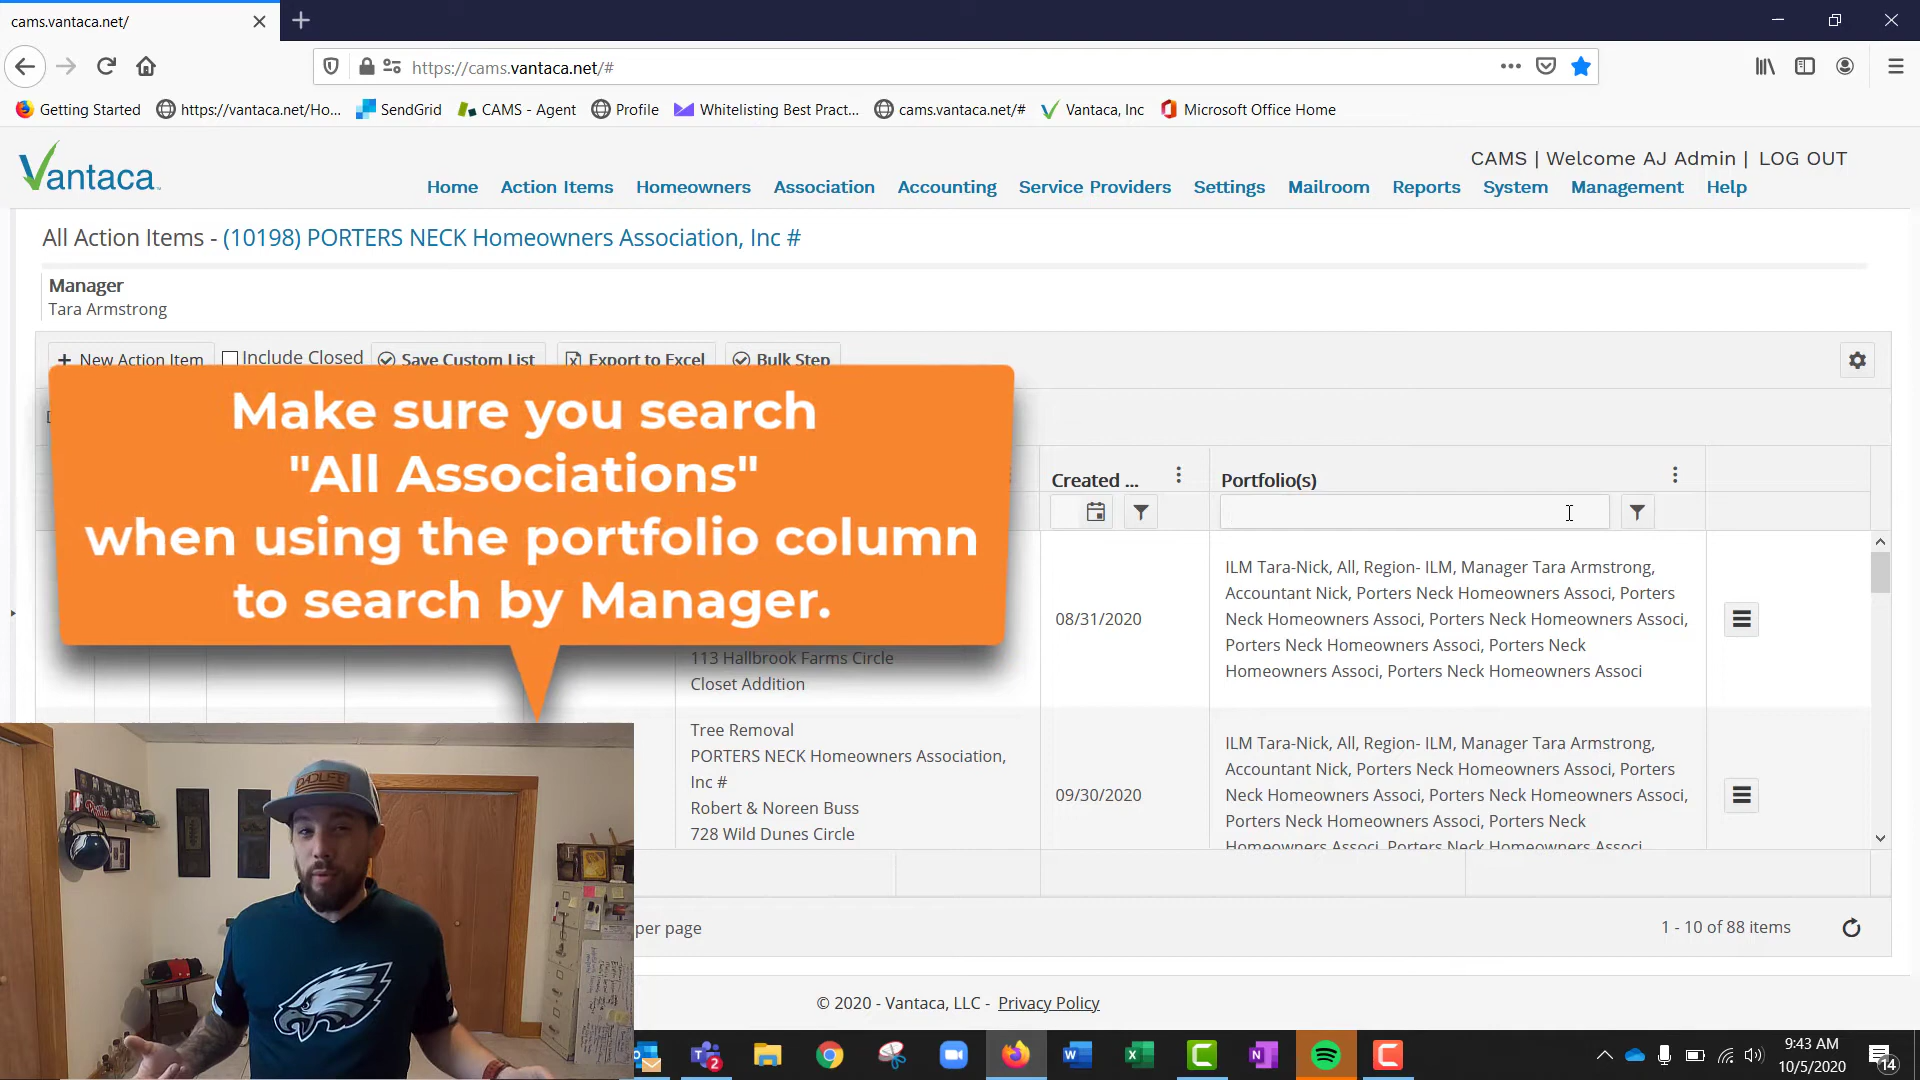 cams.vantaca.net/
https://cams.vantaca.net/#
Getting Started
https://vantaca.net/Ho...
SendGrid
CAMS - Agent
Profile
Whitelisting Best Pract...
cams.vantaca.net/#
Vantaca, Inc
Microsoft Office Home
Vantaca
CAMS | Welcome AJ Admin | LOG OUT
Home Action Items Homeowners Association Accounting Service Providers Settings Mailroom Reports System Management Help
All Action Items - (10198) PORTERS NECK Homeowners Association, Inc #
Manager
Tara Armstrong
+ New Action Item
Include Closed
Save Custom List
Export to Excel
Bulk Step
Make sure you search
"All Associations"
when using the portfolio column
to search by Manager.
Created ...
Portfolio(s)
08/31/2020
ILM Tara-Nick, All, Region- ILM, Manager Tara Armstrong,
Accountant Nick, Porters Neck Homeowners Associ, Porters
Neck Homeowners Associ, Porters Neck Homeowners Associ,
Porters Neck Homeowners Associ, Porters Neck
Homeowners Associ, Porters Neck Homeowners Associ
113 Hallbrook Farms Circle
Closet Addition
Tree Removal
PORTERS NECK Homeowners Association,
Inc #
Robert & Noreen Buss
728 Wild Dunes Circle
09/30/2020
ILM Tara-Nick, All, Region- ILM, Manager Tara Armstrong,
Accountant Nick, Porters Neck Homeowners Associ, Porters
Neck Homeowners Associ, Porters Neck Homeowners Associ,
Porters Neck Homeowners Associ, Porters Neck
Homeowners Associ, Porters Neck Homeowners Associ
per page
1 - 10 of 88 items
© 2020 - Vantaca, LLC - Privacy Policy
DADLIFE
2
9:43 AM
10/5/2020
14